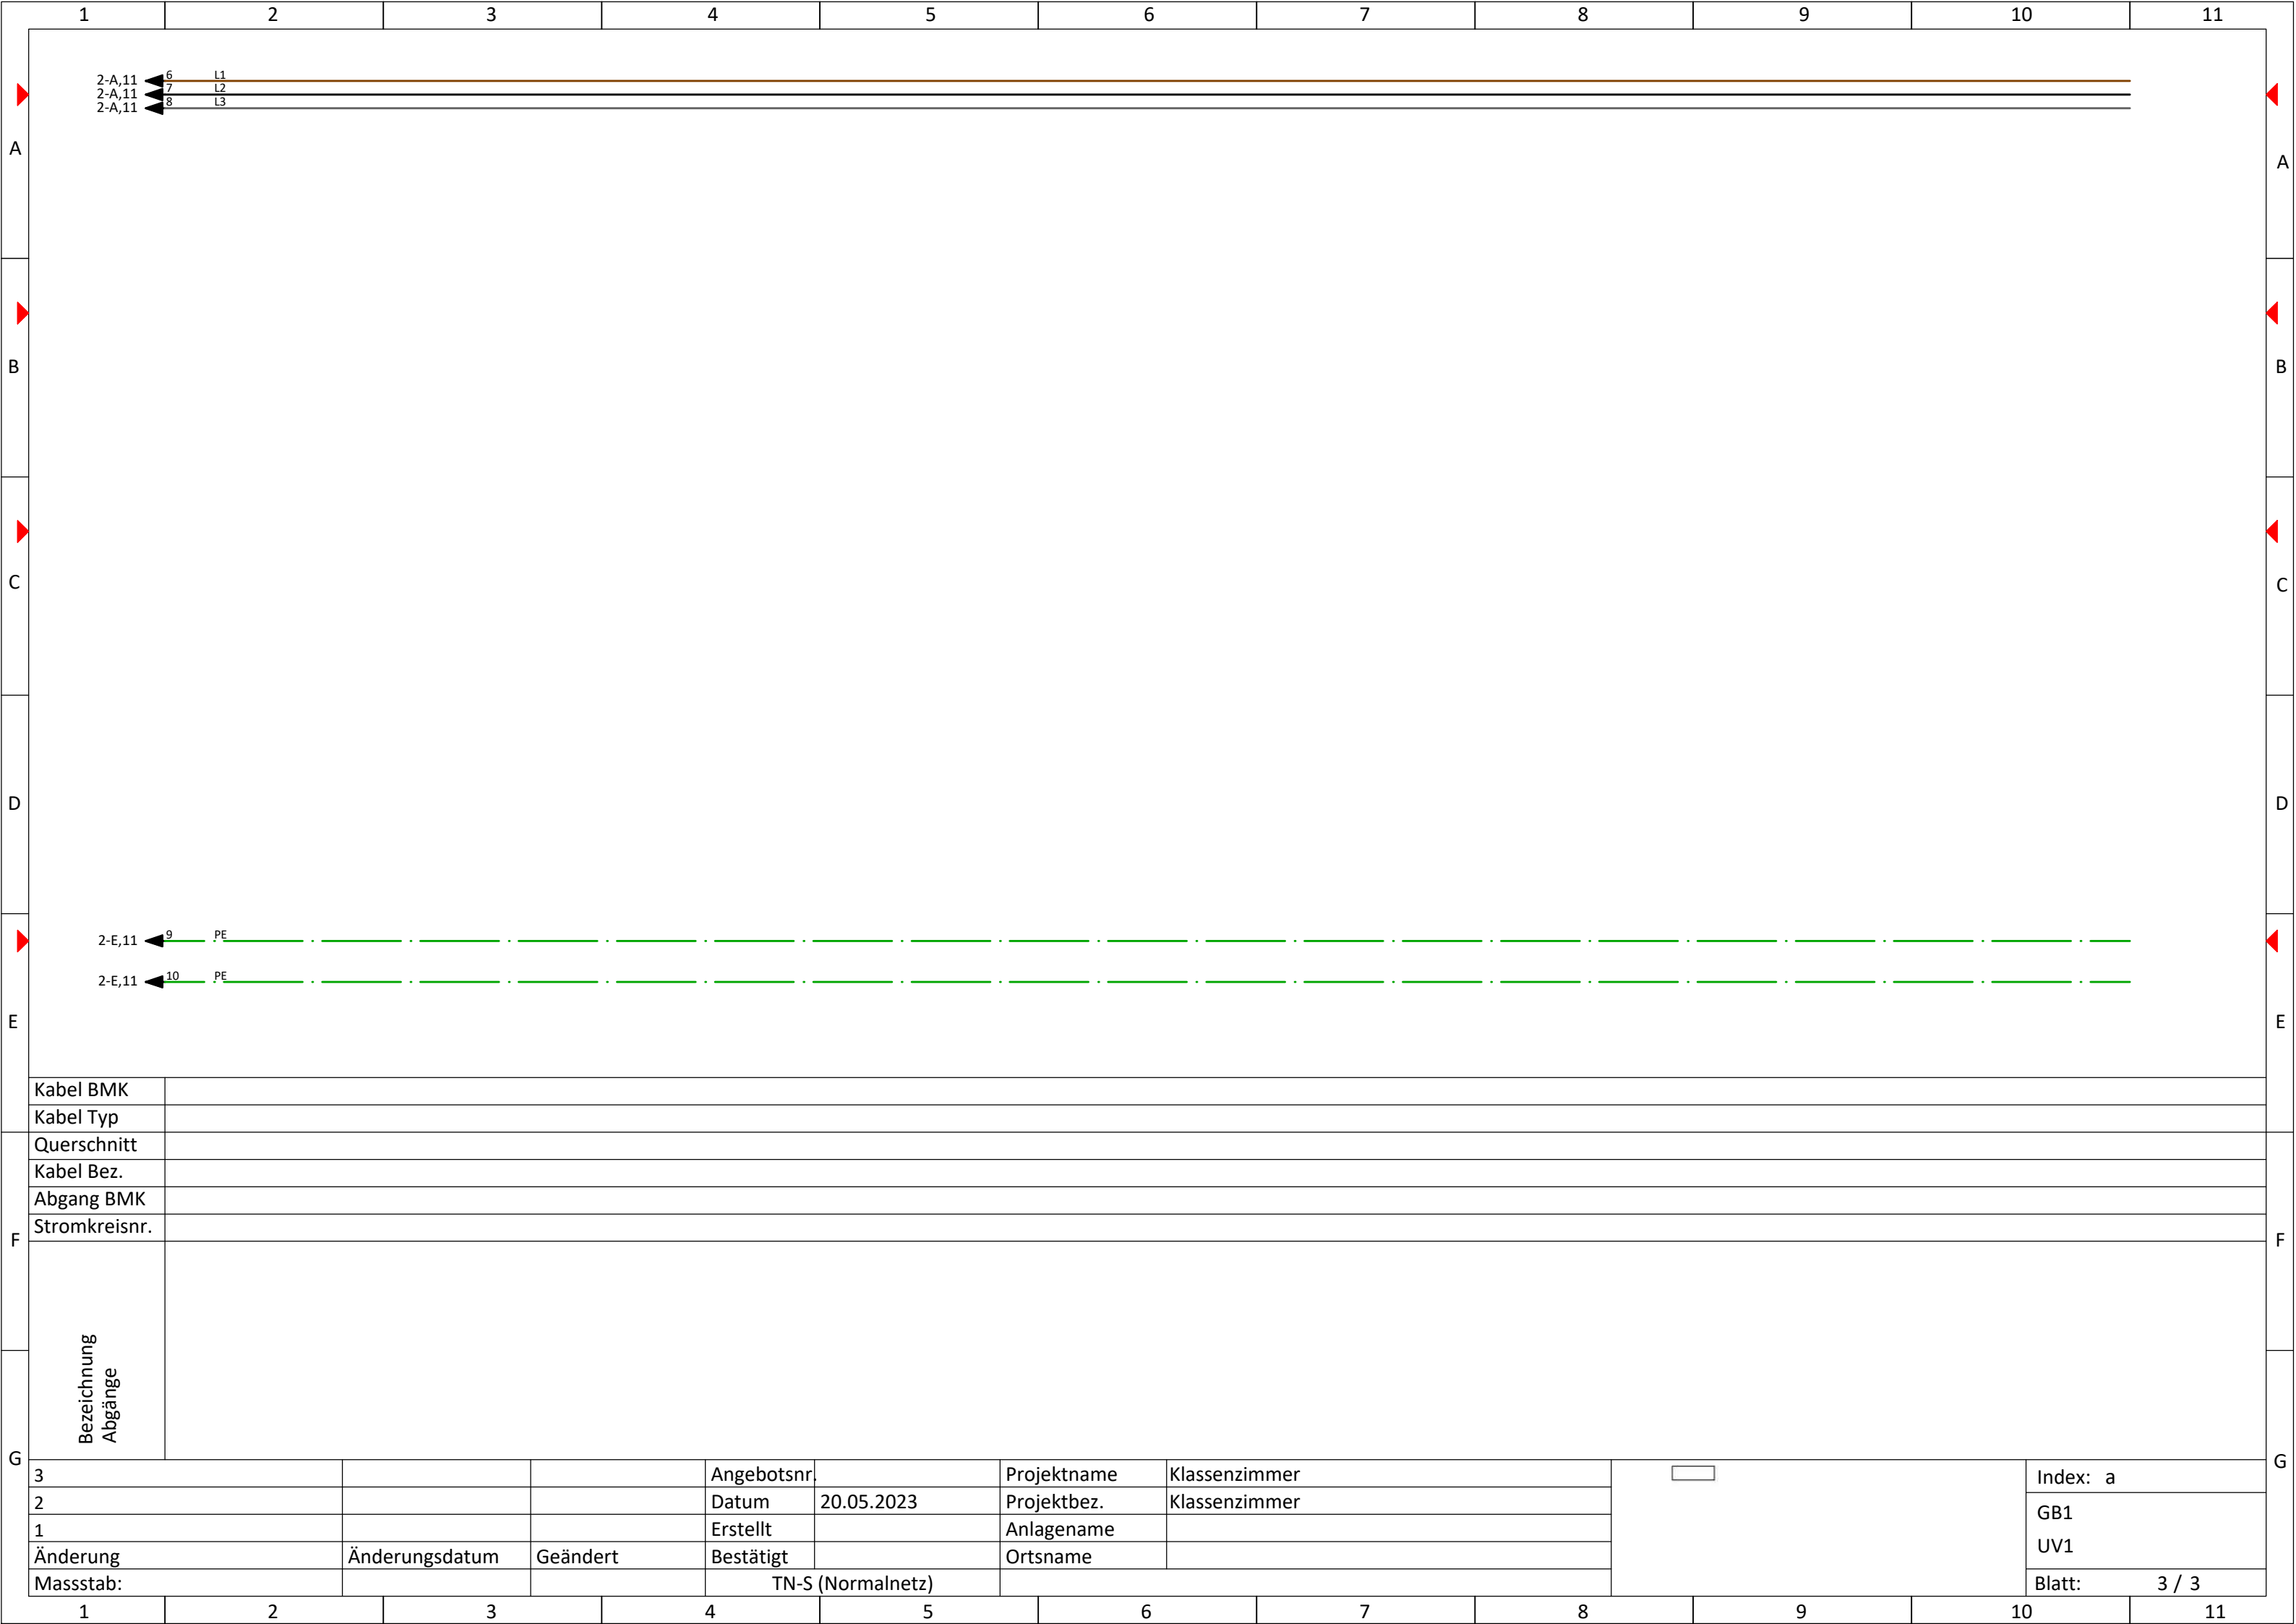 1 2 3 4 5 6 7 8 9 10 11
2-A,11 6 L1
2-A,11 7 L2
2-A,11 8 L3
A A
B B
C C
D D
2-E,11 9 PE
2-E,11 10 PE
E E
Kabel BMK
Kabel Typ
Querschnitt
Kabel Bez.
Abgang BMK
Stromkreisnr.
F F
Bezeichnung
Abgänge
G G
3 Angebotsnr. Projektname Klassenzimmer Index: a
2 Datum 20.05.2023 Projektbez. Klassenzimmer GB1
1 Erstellt Anlagename
Änderung Änderungsdatum Geändert Bestätigt Ortsname UV1
Massstab: TN-S (Normalnetz) Blatt: 3 / 3
1 2 3 4 5 6 7 8 9 10 11